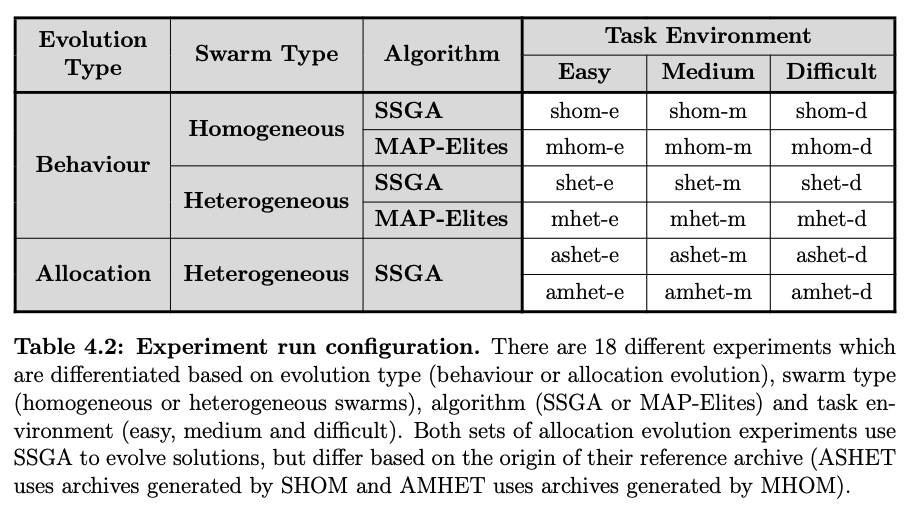 Evolution Type Swarm Type Algorithm Task Environment
Easy Medium Difficult
Behaviour Homogeneous SSGA shom-e shom-m shom-d
MAP-Elites mhom-e mhom-m mhom-d
Heterogeneous SSGA shet-e shet-m shet-d
MAP-Elites mhet-e mhet-m mhet-d
Allocation Heterogeneous SSGA ashet-e ashet-m ashet-d
amhet-e amhet-m amhet-d
Table 4.2: Experiment run configuration. There are 18 different experiments which
are differentiated based on evolution type (behaviour or allocation evolution), swarm type
(homogeneous or heterogeneous swarms), algorithm (SSGA or MAP-Elites) and task en-
vironment (easy, medium and difficult). Both sets of allocation evolution experiments use
SSGA to evolve solutions, but differ based on the origin of their reference archive (ASHET
uses archives generated by SHOM and AMHET uses archives generated by MHOM).